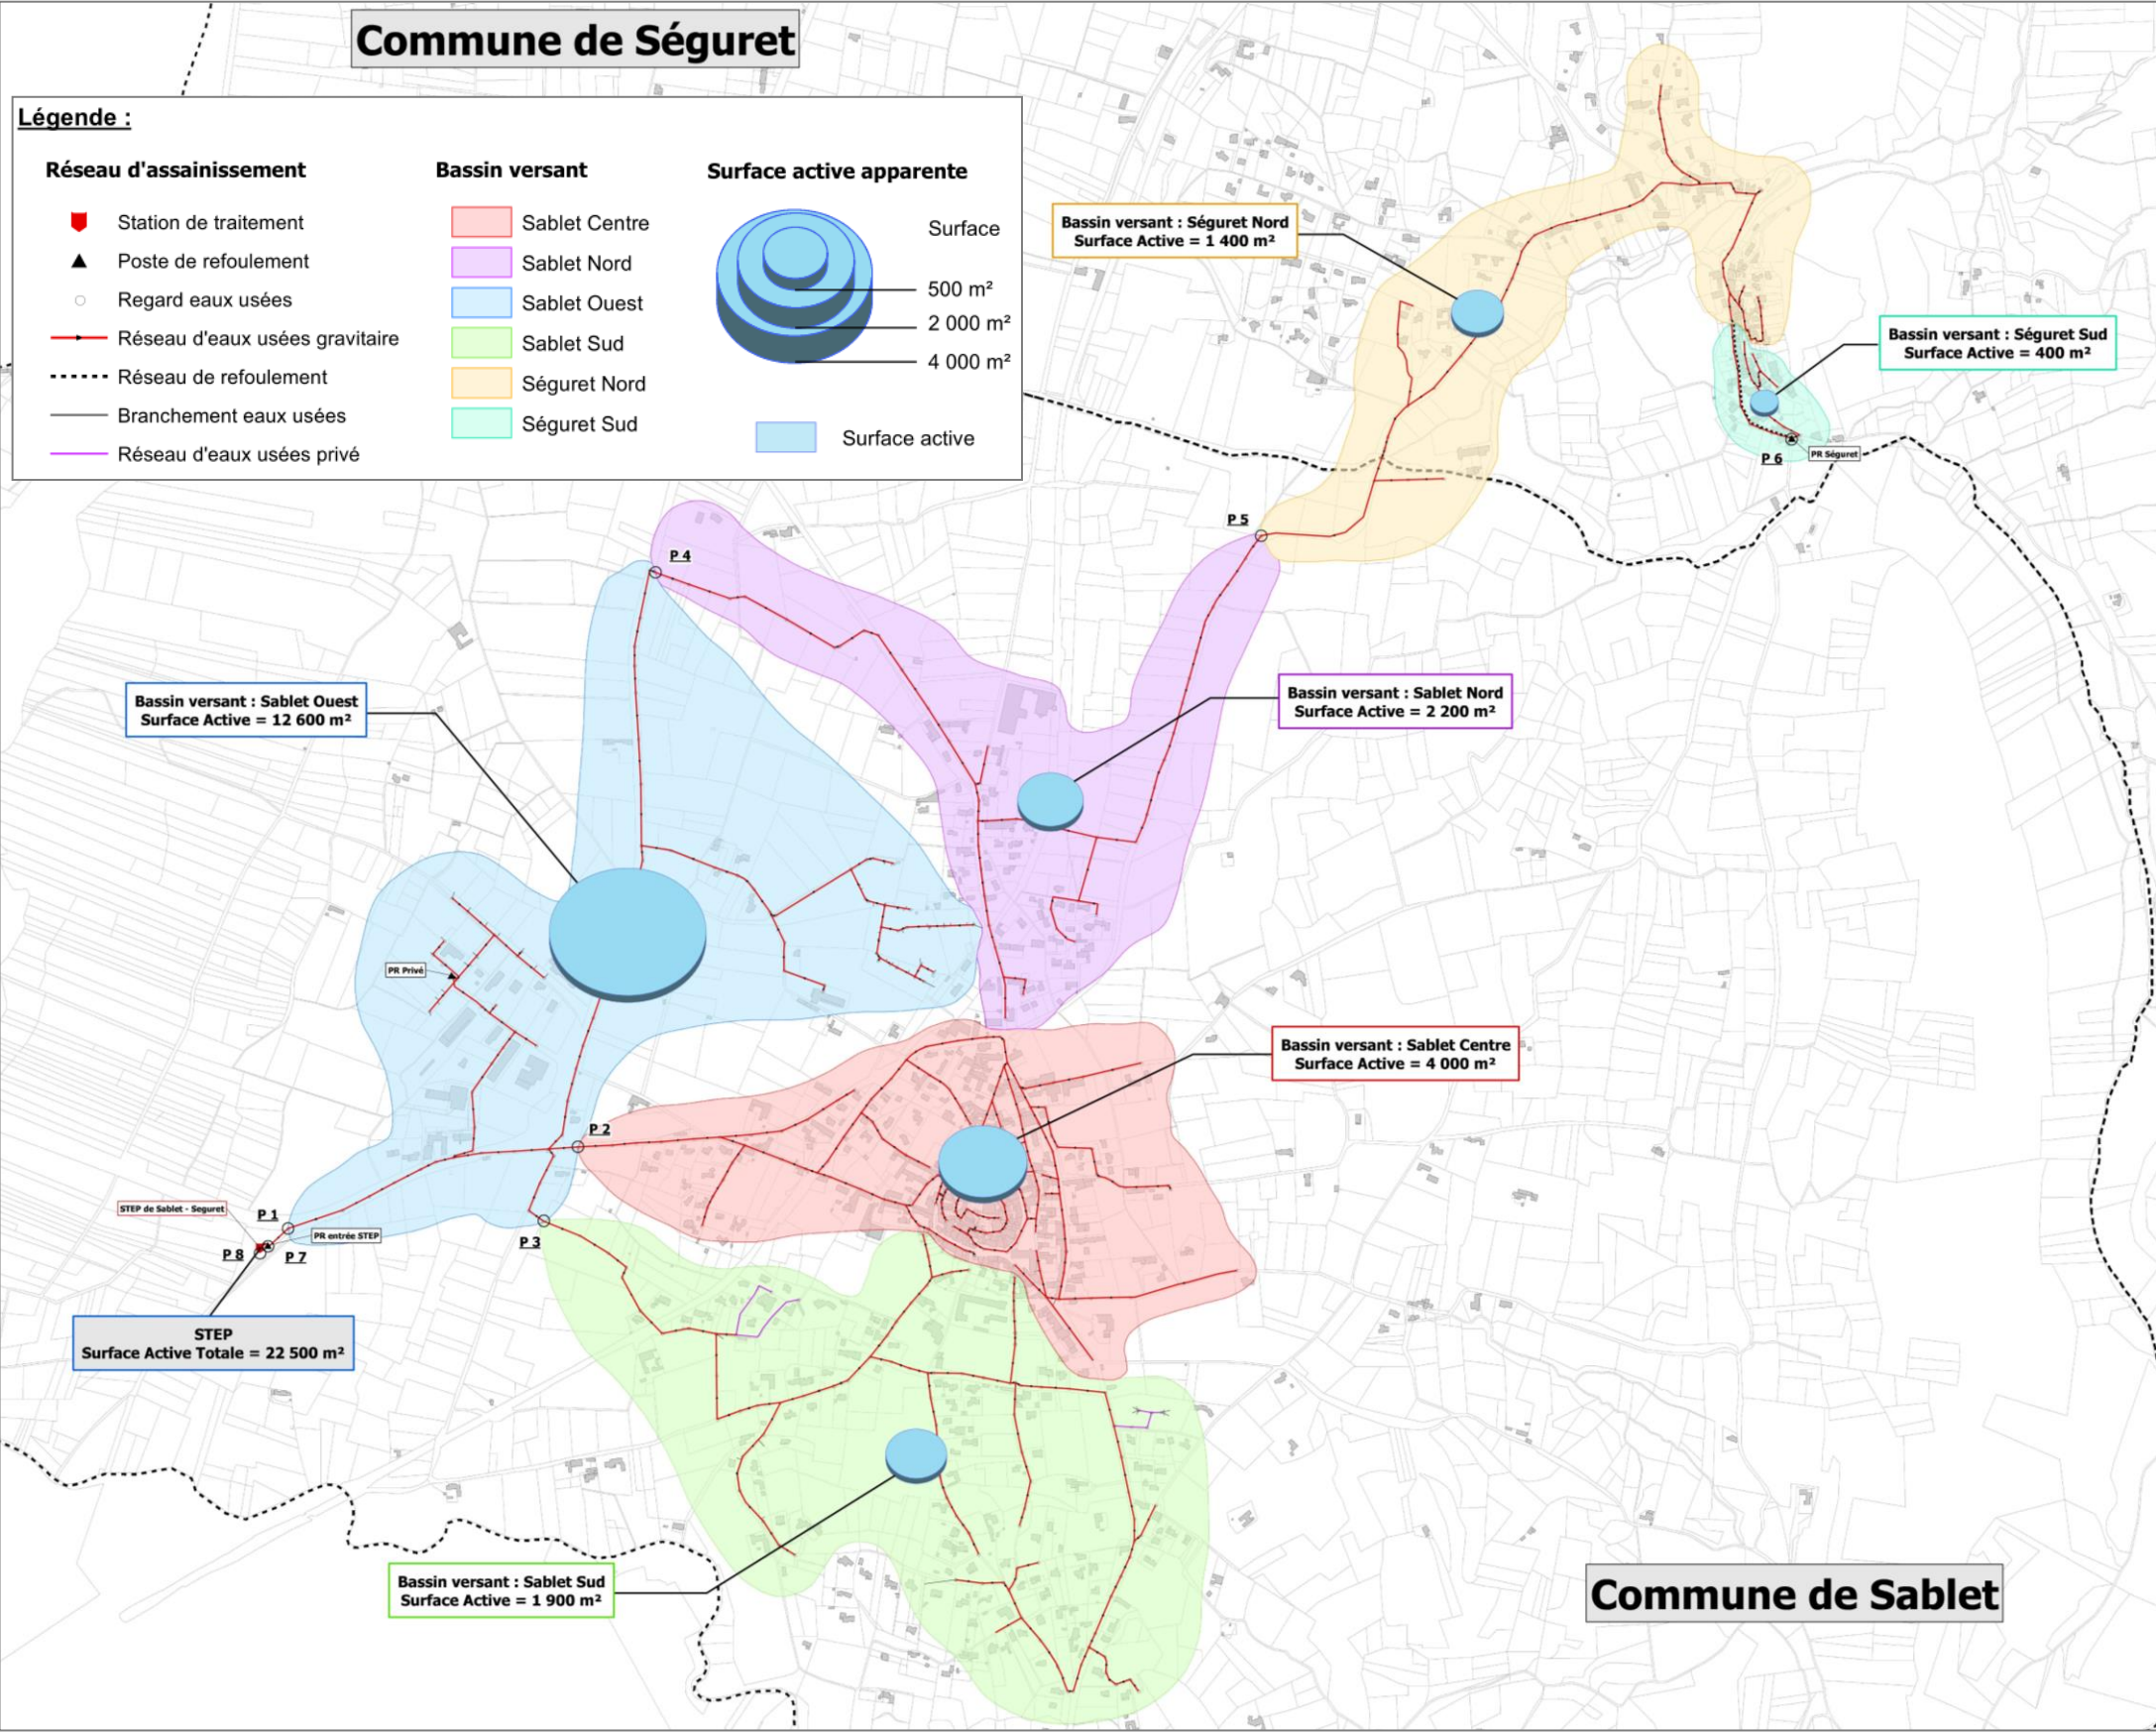 Commune de Séguret
Légende :
Réseau d'assainissement
Station de traitement
Poste de refoulement
Regard eaux usées
Réseau d'eaux usées gravitaire
Réseau de refoulement
Branchement eaux usées
Réseau d'eaux usées privé
Bassin versant
Sablet Centre
Sablet Nord
Sablet Ouest
Sablet Sud
Séguret Nord
Séguret Sud
Surface active apparente
Surface
500 m²
2 000 m²
4 000 m²
Surface active
Bassin versant : Séguret Nord
Surface Active = 1 400 m²
Bassin versant : Séguret Sud
Surface Active = 400 m²
P 6
PR Séguret
P 5
P 4
Bassin versant : Sablet Ouest
Surface Active = 12 600 m²
Bassin versant : Sablet Nord
Surface Active = 2 200 m²
PR Privé
Bassin versant : Sablet Centre
Surface Active = 4 000 m²
P 2
STEP de Sablet - Seguret
P 1
PR entrée STEP
P 3
P 8
P 7
STEP
Surface Active Totale = 22 500 m²
Bassin versant : Sablet Sud
Surface Active = 1 900 m²
Commune de Sablet